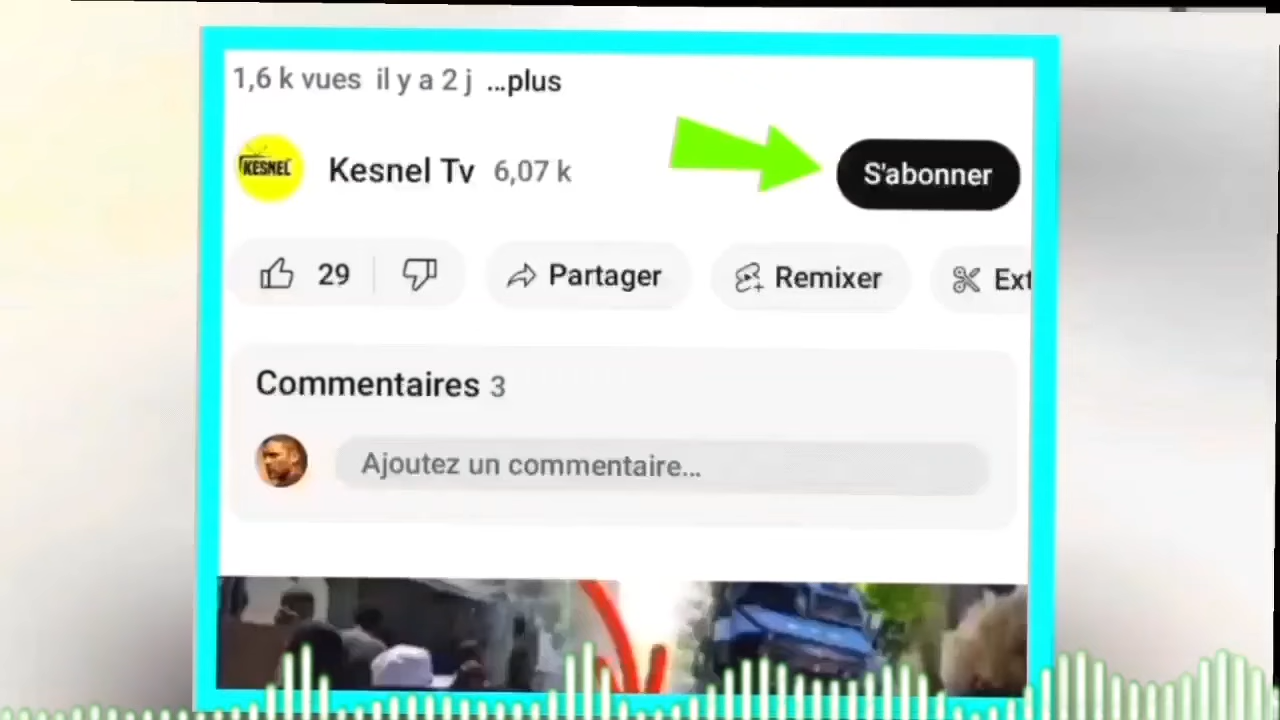 1,6 k vues il y a 2 j ...plus
KESNEL
Kesnel Tv 6,07 k
S'abonner
29
Partager
Remixer
Ext
Commentaires 3
Ajoutez un commentaire...